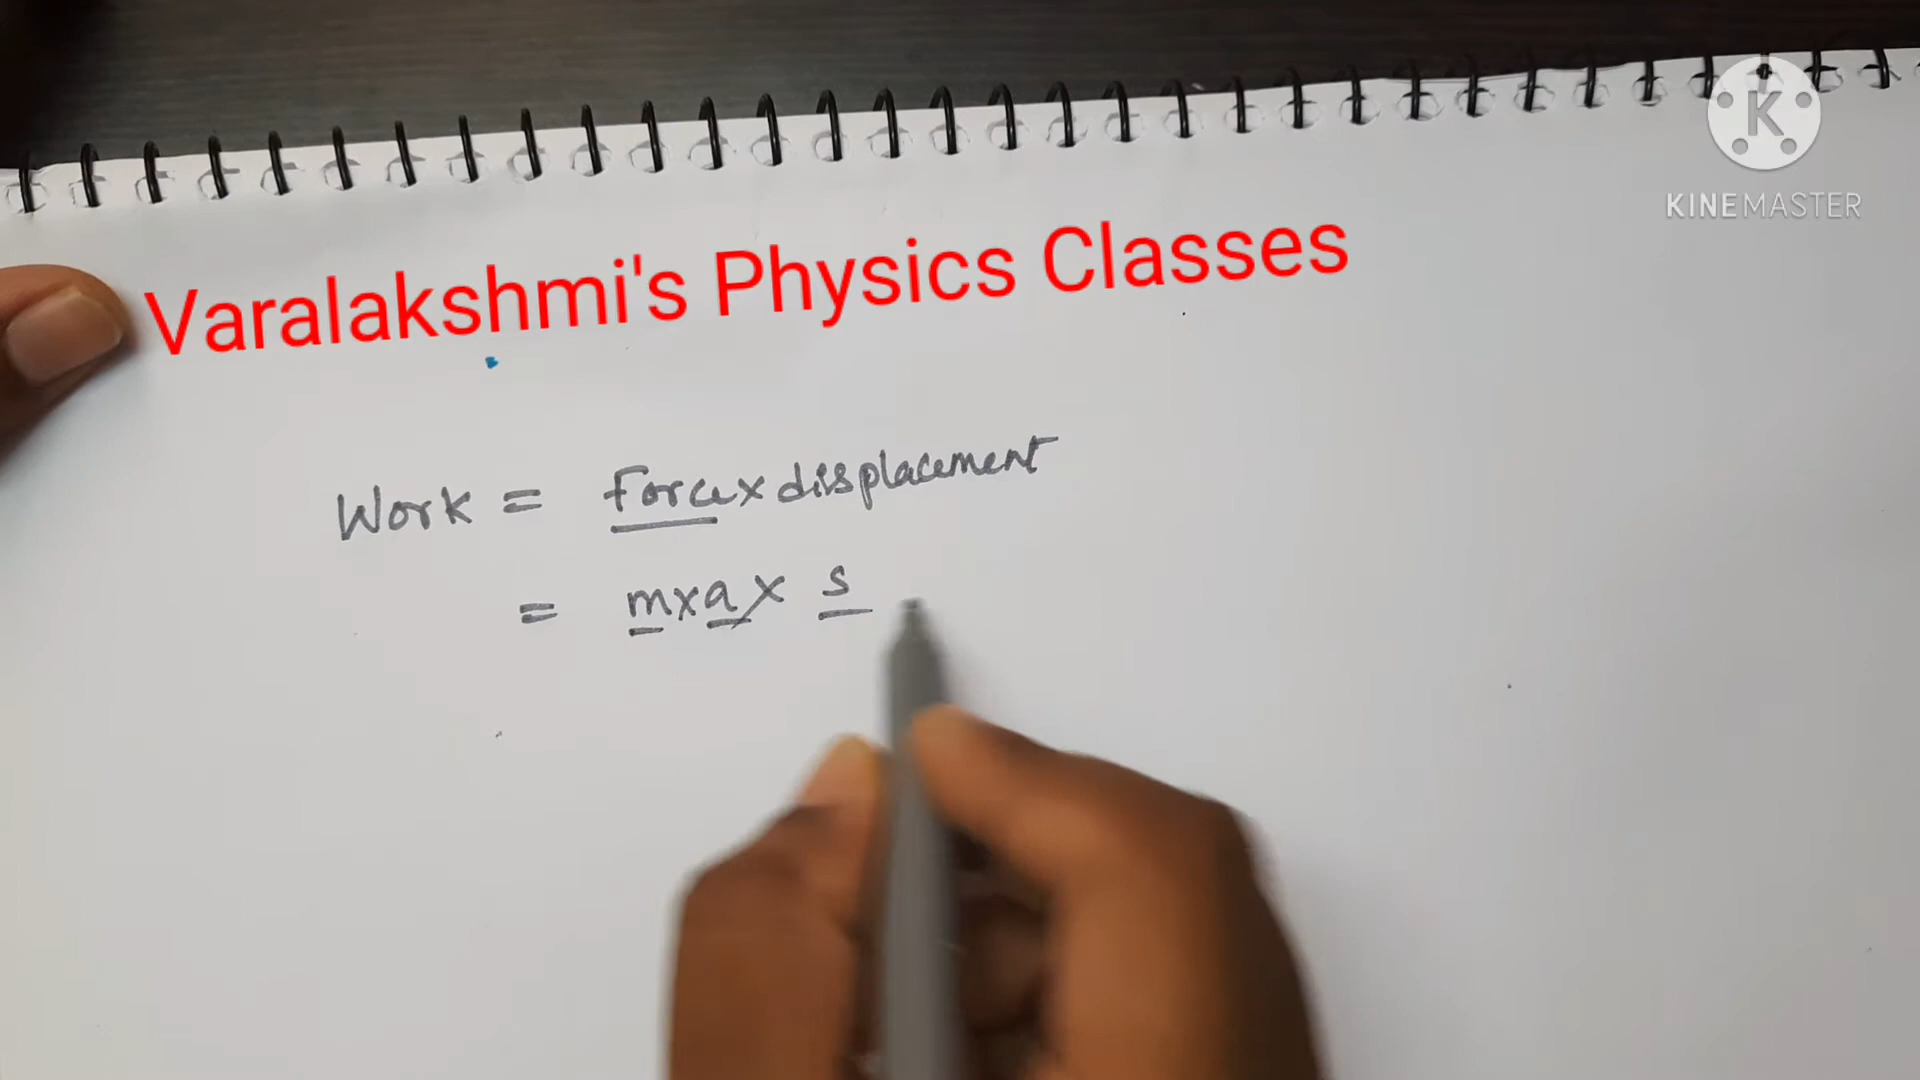 KINEMASTER
Varalakshmi's Physics Classes
Work = Force x displacement
= m x a x s